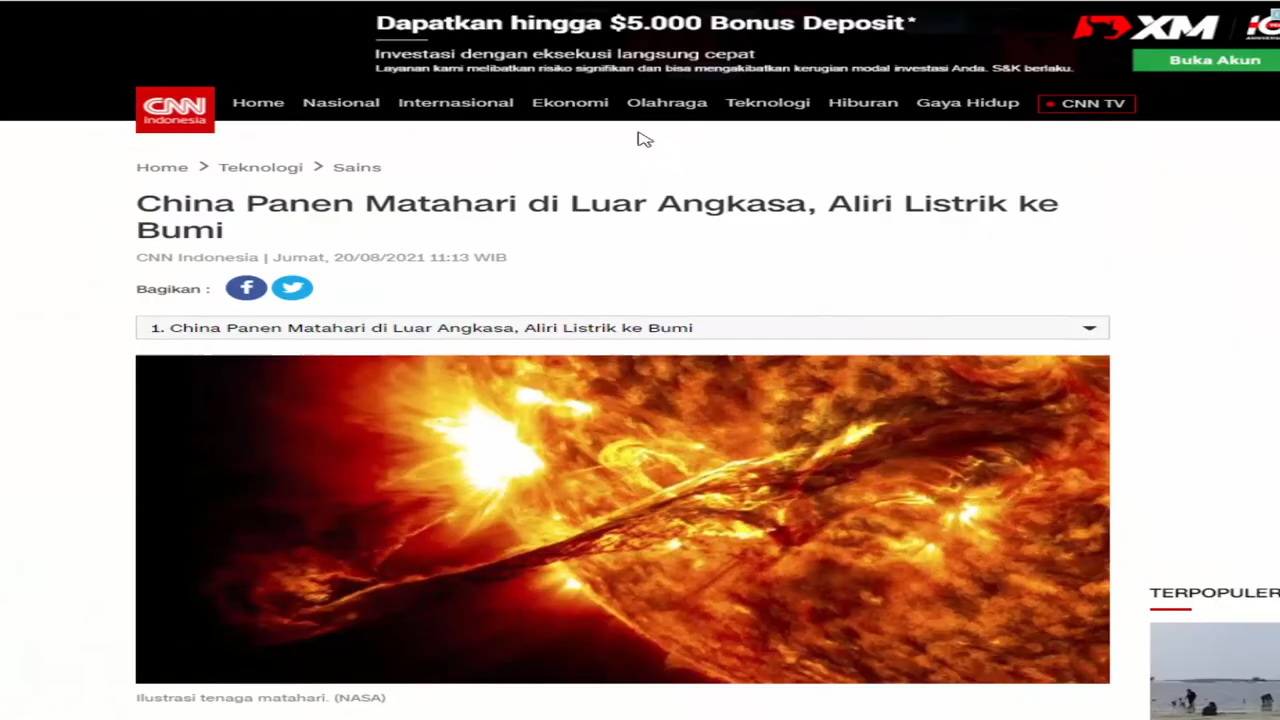 Dapatkan hingga $5.000 Bonus Deposit*
Investasi dengan eksekusi langsung cepat
Layanan kami melibatkan risiko signifikan dan bisa mengakibatkan kerugian modal investasi Anda. S&K berlaku.
XM
Buka Akun
CNN
Indonesia
Home Nasional Internasional Ekonomi Olahraga Teknologi Hiburan Gaya Hidup CNN TV
Home > Teknologi > Sains
China Panen Matahari di Luar Angkasa, Aliri Listrik ke
Bumi
CNN Indonesia | Jumat, 20/08/2021 11:13 WIB
Bagikan :
1. China Panen Matahari di Luar Angkasa, Aliri Listrik ke Bumi
Ilustrasi tenaga matahari. (NASA)
TERPOPULER